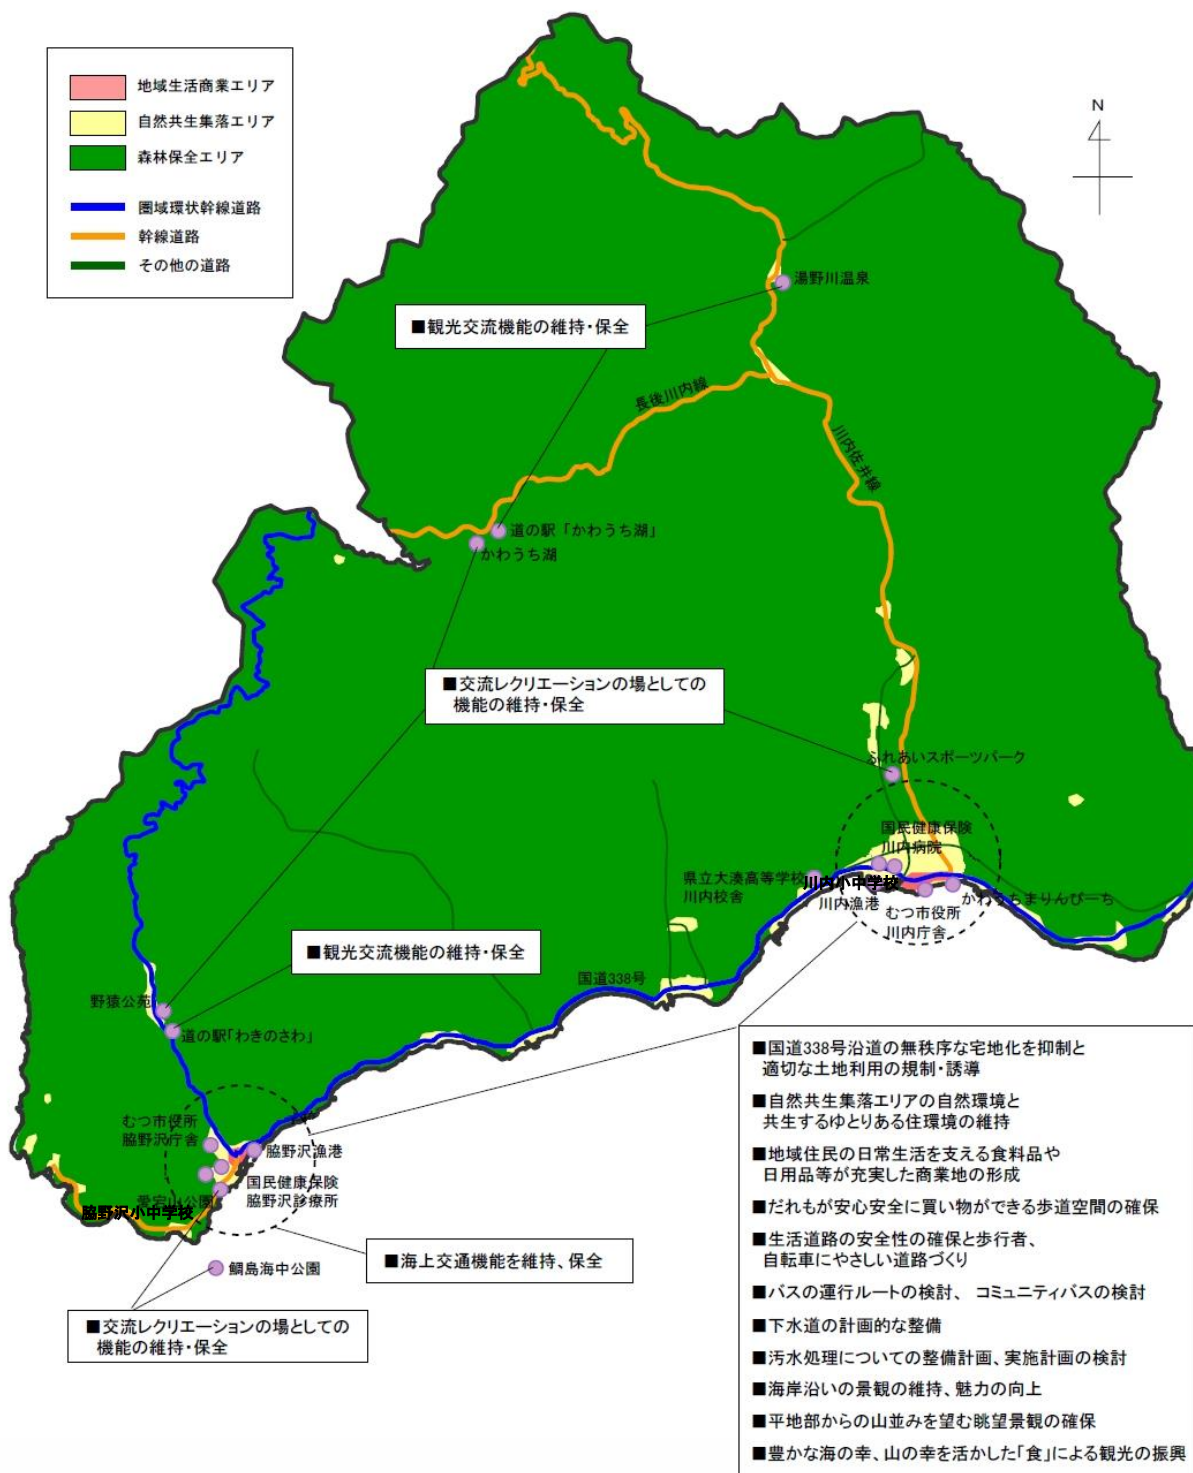 地域生活商業エリア
自然共生集落エリア
森林保全エリア
圏域環状幹線道路
幹線道路
その他の道路
N
湯野川温泉
■観光交流機能の維持・保全
長後川内線
川内佐井線
道の駅「かわうち湖」
かわうち湖
■交流レクリエーションの場としての
機能の維持・保全
ふれあいスポーツパーク
国民健康保険
川内病院
県立大湊高等学校
川内校舎
川内小中学校
川内漁港
かわうちまりんびーち
むつ市役所
川内庁舎
■観光交流機能の維持・保全
国道338号
野猿公苑
道の駅「わきのさわ」
むつ市役所
脇野沢庁舎
脇野沢漁港
国民健康保険
脇野沢診療所
愛宕山公園
脇野沢小中学校
■海上交通機能を維持、保全
鯛島海中公園
■交流レクリエーションの場としての
機能の維持・保全
■国道338号沿道の無秩序な宅地化を抑制と
適切な土地利用の規制・誘導
■自然共生集落エリアの自然環境と
共生するゆとりある住環境の維持
■地域住民の日常生活を支える食料品や
日用品等が充実した商業地の形成
■だれもが安心安全に買い物ができる歩道空間の確保
■生活道路の安全性の確保と歩行者、
自転車にやさしい道路づくり
■バスの運行ルートの検討、 コミュニティバスの検討
■下水道の計画的な整備
■汚水処理についての整備計画、実施計画の検討
■海岸沿いの景観の維持、魅力の向上
■平地部からの山並みを望む眺望景観の確保
■豊かな海の幸、山の幸を活かした「食」による観光の振興